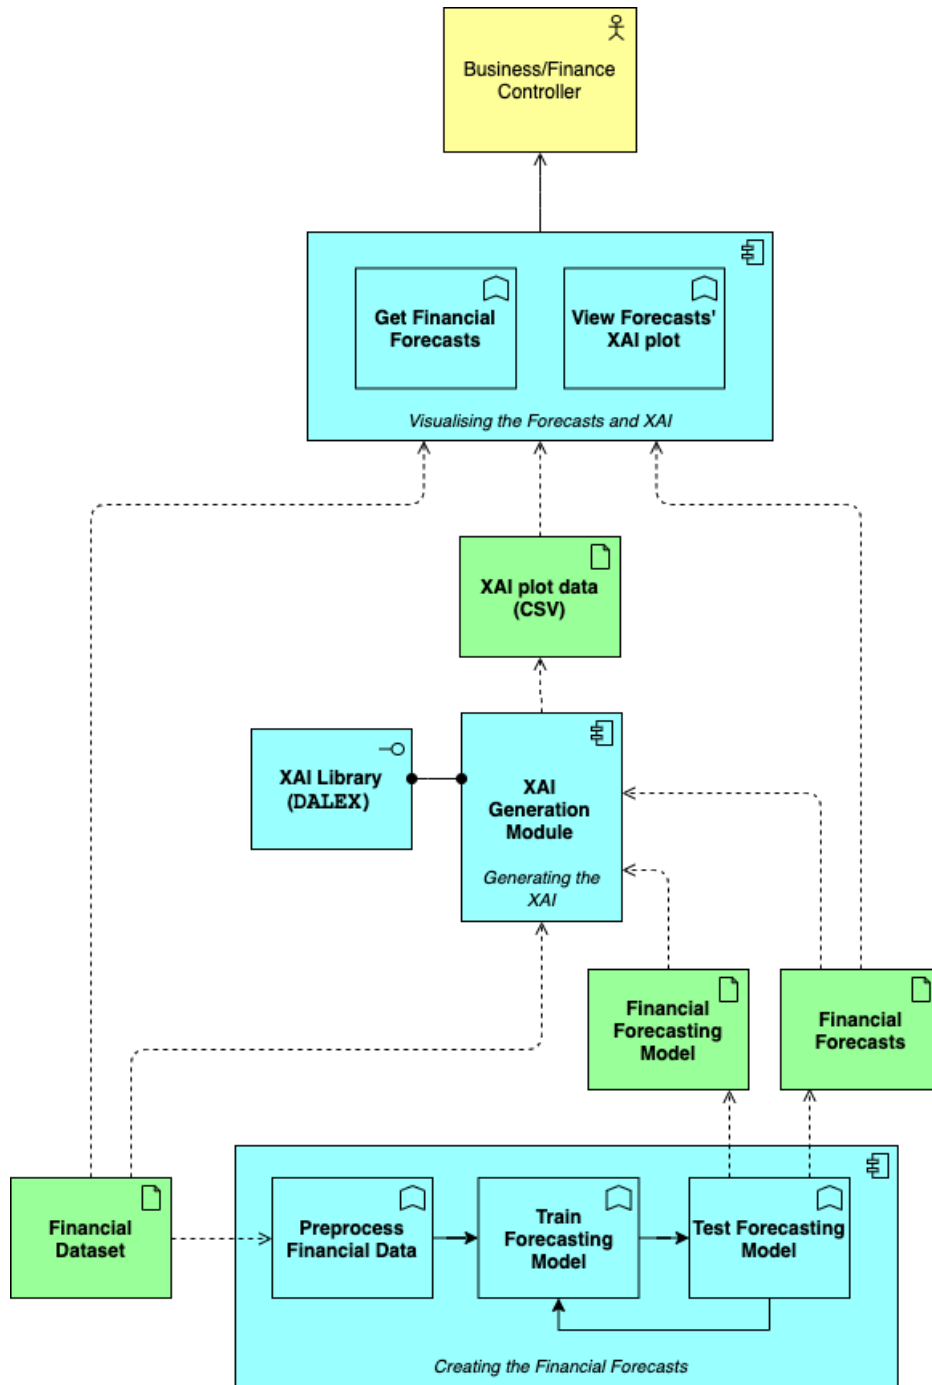 Business/Finance
Controller
Get Financial
Forecasts
View Forecasts'
XAI plot
Visualising the Forecasts and XAI
XAI plot data
(CSV)
XAI Library
(DALEX)
XAI
Generation
Module
Generating the
XAI
Financial
Forecasting
Model
Financial
Forecasts
Financial
Dataset
Preprocess
Financial Data
Train
Forecasting
Model
Test Forecasting
Model
Creating the Financial Forecasts